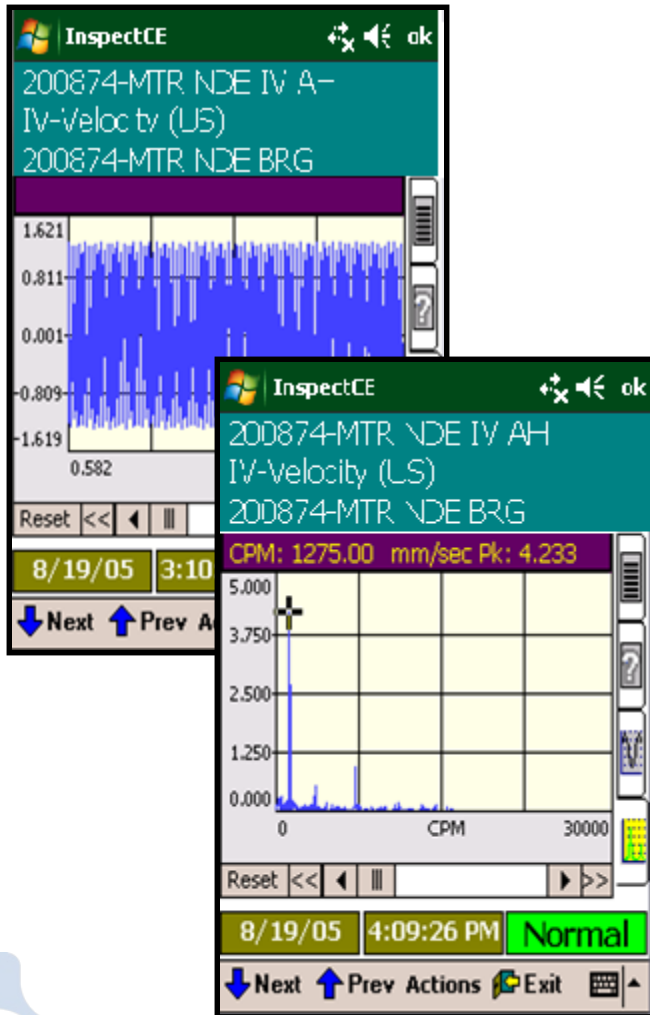 InspectCE ok
200874-MTR NDE IV A
IV-Velocity (US)
200874-MTR NDE BRG
1.621
0.811
0.001
-0.809
-1.619
0.582
Reset <<
8/19/05 3:10
Next Prev A
InspectCE ok
200874-MTR NDE IV AH
IV-Velocity (US)
200874-MTR NDE BRG
CPM: 1275.00 mm/sec Pk: 4.233
5.000
3.750
2.500
1.250
0.000
0 CPM 30000
Reset << >>
8/19/05 4:09:26 PM Normal
Next Prev Actions Exit